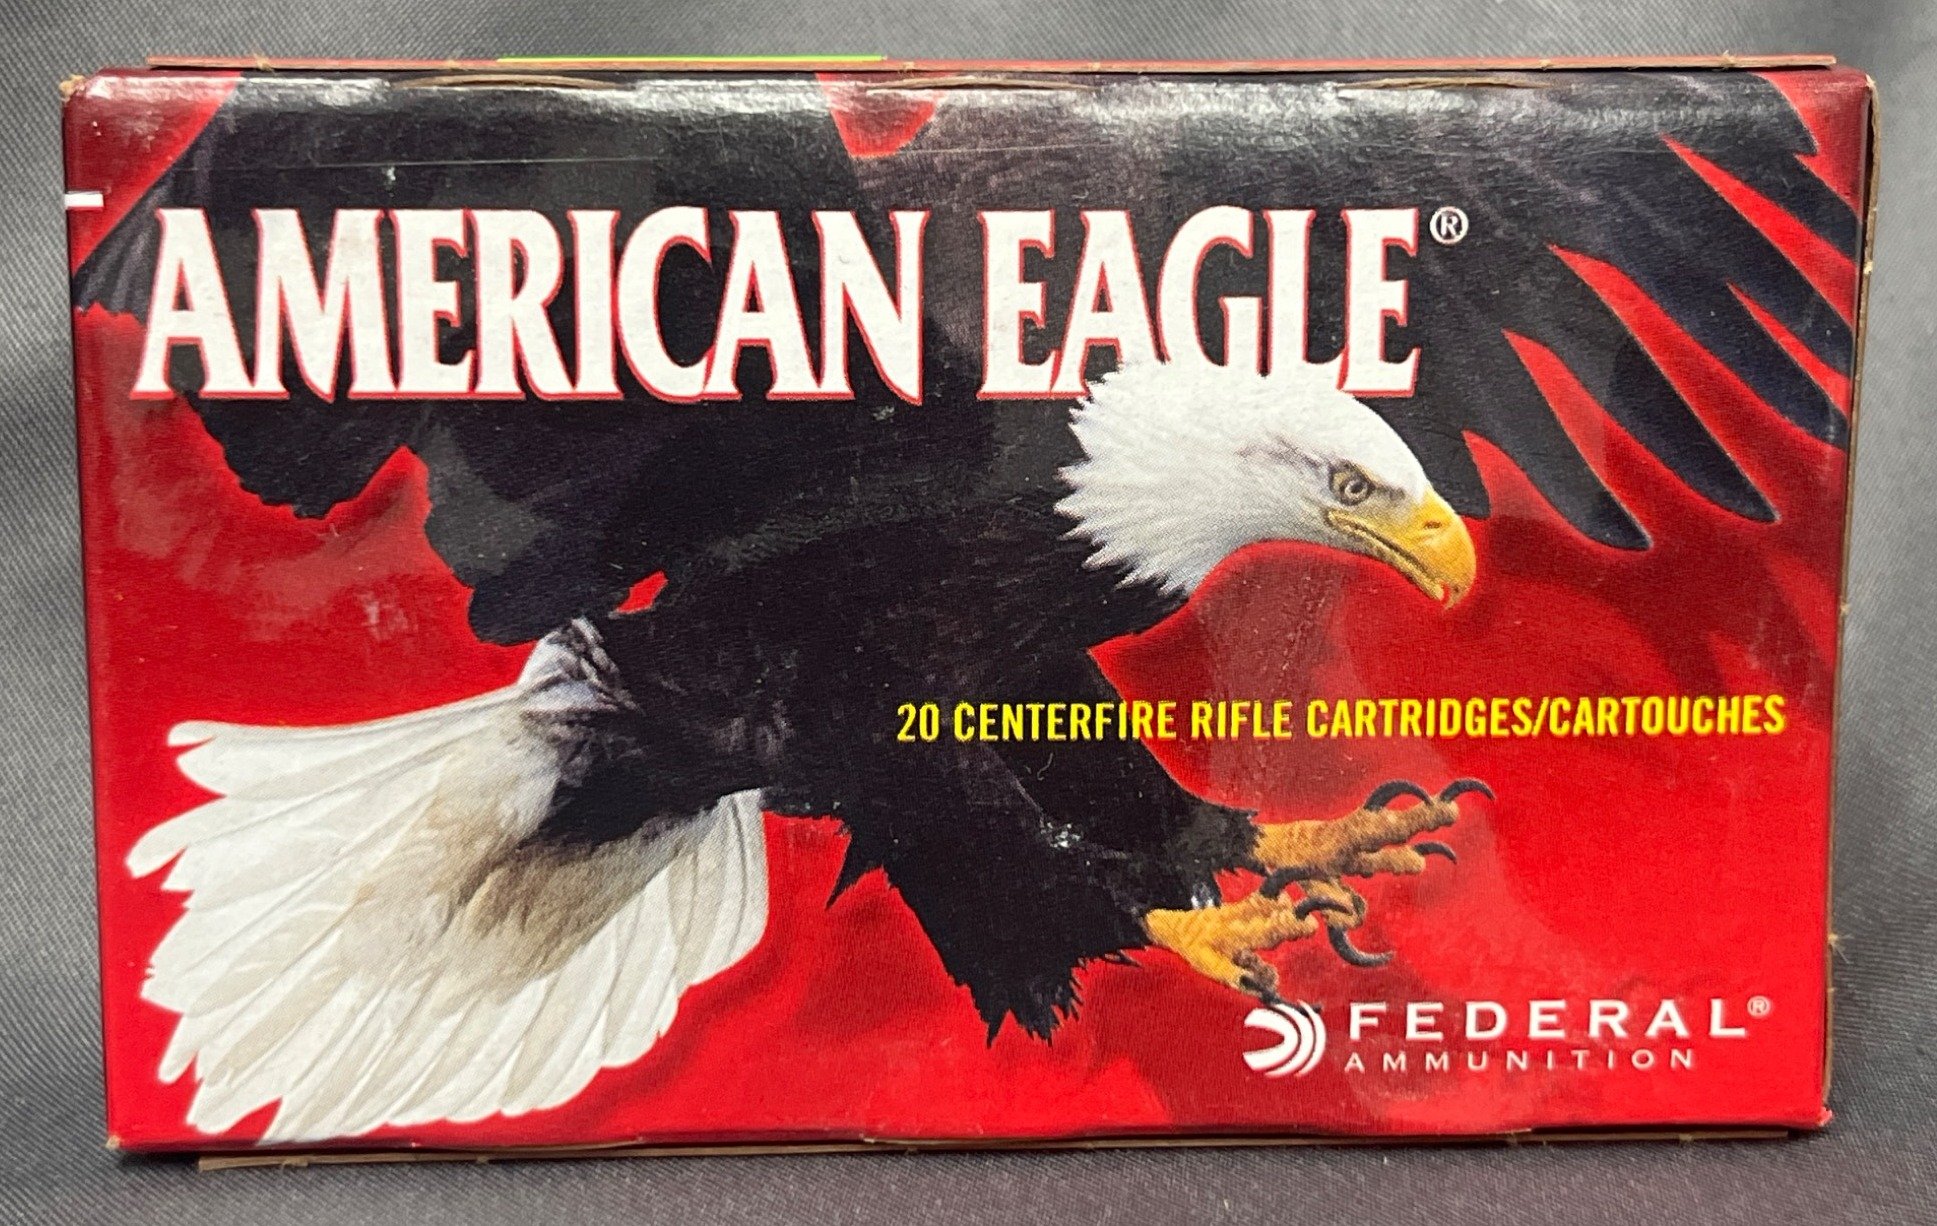 AMERICAN EAGLE®
20 CENTERFIRE RIFLE CARTRIDGES/CARTOUCHES
FEDERAL®
AMMUNITION